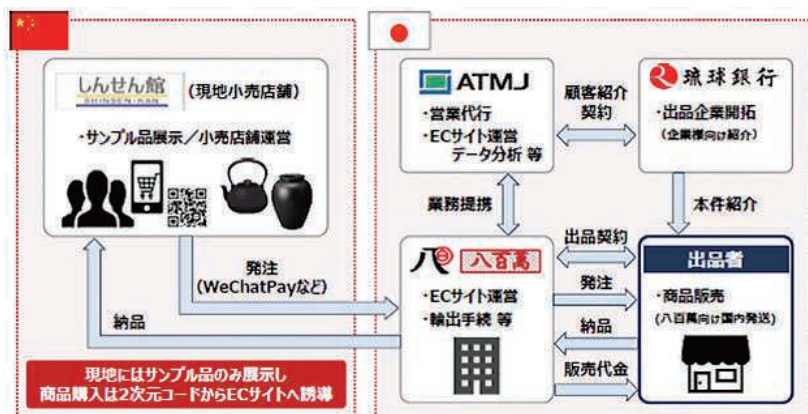 しんせん館
SHINSEN-KAN
(現地小売店舗)
・サンプル品展示／小売店舗運営
発注
(WeChatPayなど)
納品
現地にはサンプル品のみ展示し
商品購入は2次元コードからECサイトへ誘導
ATMJ
・営業代行
・ECサイト運営
データ分析 等
顧客紹介
契約
琉球銀行
・出品企業開拓
(企業様向け紹介)
業務提携
本件紹介
八百 八百萬
・ECサイト運営
・輸出手続 等
出品契約
発注
納品
販売代金
出品者
・商品販売
(八百萬向け国内発送)